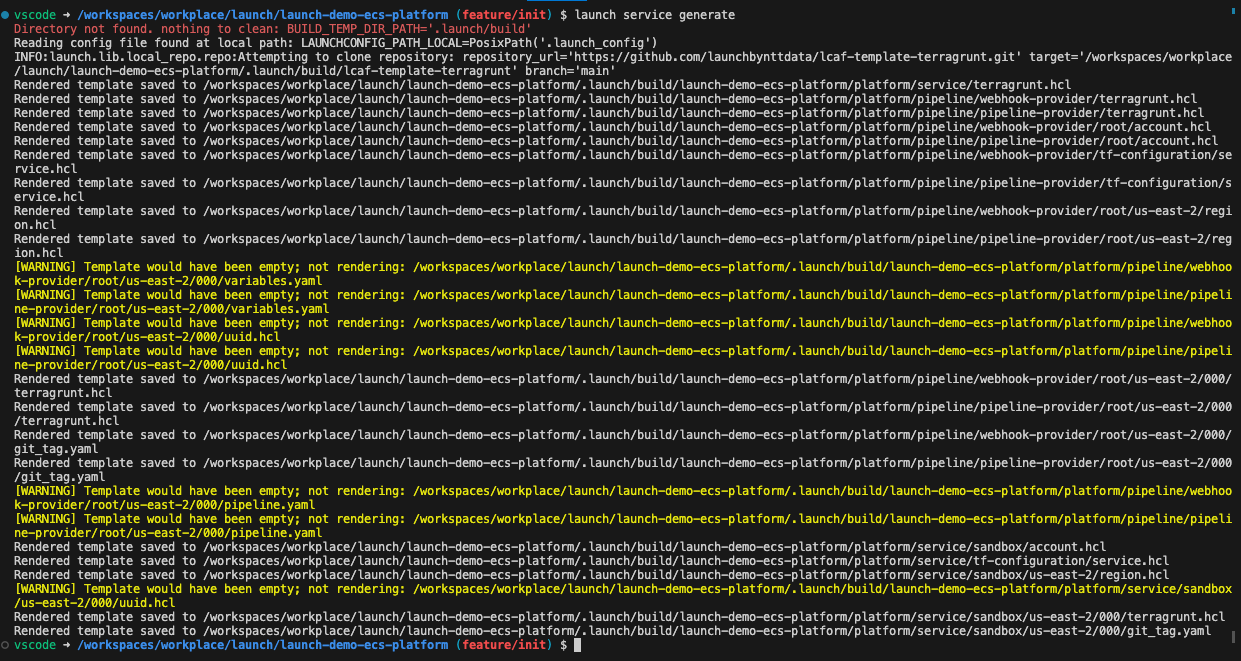 vscode ➜ /workspaces/workplace/launch/launch-demo-ecs-platform (feature/init) $ launch service generate
Directory not found. nothing to clean: BUILD_TEMP_DIR_PATH='.launch/build'
Reading config file found at local path: LAUNCHCONFIG_PATH_LOCAL=PosixPath('.launch_config')
INFO:launch.lib.local_repo.repo:Attempting to clone repository: repository_url='https://github.com/launchbynttdata/lcaf-template-terragrunt.git' target='/workspaces/workplace
/launch/launch-demo-ecs-platform/.launch/build/lcaf-template-terragrunt' branch='main'
Rendered template saved to /workspaces/workplace/launch/launch-demo-ecs-platform/.launch/build/launch-demo-ecs-platform/platform/service/terragrunt.hcl
Rendered template saved to /workspaces/workplace/launch/launch-demo-ecs-platform/.launch/build/launch-demo-ecs-platform/platform/pipeline/webhook-provider/terragrunt.hcl
Rendered template saved to /workspaces/workplace/launch/launch-demo-ecs-platform/.launch/build/launch-demo-ecs-platform/platform/pipeline/pipeline-provider/terragrunt.hcl
Rendered template saved to /workspaces/workplace/launch/launch-demo-ecs-platform/.launch/build/launch-demo-ecs-platform/platform/pipeline/webhook-provider/root/account.hcl
Rendered template saved to /workspaces/workplace/launch/launch-demo-ecs-platform/.launch/build/launch-demo-ecs-platform/platform/pipeline/pipeline-provider/root/account.hcl
Rendered template saved to /workspaces/workplace/launch/launch-demo-ecs-platform/.launch/build/launch-demo-ecs-platform/platform/pipeline/webhook-provider/tf-configuration/se
rvice.hcl
Rendered template saved to /workspaces/workplace/launch/launch-demo-ecs-platform/.launch/build/launch-demo-ecs-platform/platform/pipeline/pipeline-provider/tf-configuration/s
ervice.hcl
Rendered template saved to /workspaces/workplace/launch/launch-demo-ecs-platform/.launch/build/launch-demo-ecs-platform/platform/pipeline/webhook-provider/root/us-east-2/regi
on.hcl
Rendered template saved to /workspaces/workplace/launch/launch-demo-ecs-platform/.launch/build/launch-demo-ecs-platform/platform/pipeline/pipeline-provider/root/us-east-2/reg
ion.hcl
[WARNING] Template would have been empty; not rendering: /workspaces/workplace/launch/launch-demo-ecs-platform/.launch/build/launch-demo-ecs-platform/platform/pipeline/webhoo
k-provider/root/us-east-2/000/variables.yaml
[WARNING] Template would have been empty; not rendering: /workspaces/workplace/launch/launch-demo-ecs-platform/.launch/build/launch-demo-ecs-platform/platform/pipeline/pipeli
ne-provider/root/us-east-2/000/variables.yaml
[WARNING] Template would have been empty; not rendering: /workspaces/workplace/launch/launch-demo-ecs-platform/.launch/build/launch-demo-ecs-platform/platform/pipeline/webhoo
k-provider/root/us-east-2/000/uuid.hcl
[WARNING] Template would have been empty; not rendering: /workspaces/workplace/launch/launch-demo-ecs-platform/.launch/build/launch-demo-ecs-platform/platform/pipeline/pipeli
ne-provider/root/us-east-2/000/uuid.hcl
Rendered template saved to /workspaces/workplace/launch/launch-demo-ecs-platform/.launch/build/launch-demo-ecs-platform/platform/pipeline/webhook-provider/root/us-east-2/000/
terragrunt.hcl
Rendered template saved to /workspaces/workplace/launch/launch-demo-ecs-platform/.launch/build/launch-demo-ecs-platform/platform/pipeline/pipeline-provider/root/us-east-2/000
/terragrunt.hcl
Rendered template saved to /workspaces/workplace/launch/launch-demo-ecs-platform/.launch/build/launch-demo-ecs-platform/platform/pipeline/webhook-provider/root/us-east-2/000/
git_tag.yaml
Rendered template saved to /workspaces/workplace/launch/launch-demo-ecs-platform/.launch/build/launch-demo-ecs-platform/platform/pipeline/pipeline-provider/root/us-east-2/000
/git_tag.yaml
[WARNING] Template would have been empty; not rendering: /workspaces/workplace/launch/launch-demo-ecs-platform/.launch/build/launch-demo-ecs-platform/platform/pipeline/webhoo
k-provider/root/us-east-2/000/pipeline.yaml
[WARNING] Template would have been empty; not rendering: /workspaces/workplace/launch/launch-demo-ecs-platform/.launch/build/launch-demo-ecs-platform/platform/pipeline/pipeli
ne-provider/root/us-east-2/000/pipeline.yaml
Rendered template saved to /workspaces/workplace/launch/launch-demo-ecs-platform/.launch/build/launch-demo-ecs-platform/platform/service/sandbox/account.hcl
Rendered template saved to /workspaces/workplace/launch/launch-demo-ecs-platform/.launch/build/launch-demo-ecs-platform/platform/service/tf-configuration/service.hcl
Rendered template saved to /workspaces/workplace/launch/launch-demo-ecs-platform/.launch/build/launch-demo-ecs-platform/platform/service/sandbox/us-east-2/region.hcl
[WARNING] Template would have been empty; not rendering: /workspaces/workplace/launch/launch-demo-ecs-platform/.launch/build/launch-demo-ecs-platform/platform/service/sandbox
/us-east-2/000/uuid.hcl
Rendered template saved to /workspaces/workplace/launch/launch-demo-ecs-platform/.launch/build/launch-demo-ecs-platform/platform/service/sandbox/us-east-2/000/terragrunt.hcl
Rendered template saved to /workspaces/workplace/launch/launch-demo-ecs-platform/.launch/build/launch-demo-ecs-platform/platform/service/sandbox/us-east-2/000/git_tag.yaml
vscode ➜ /workspaces/workplace/launch/launch-demo-ecs-platform (feature/init) $